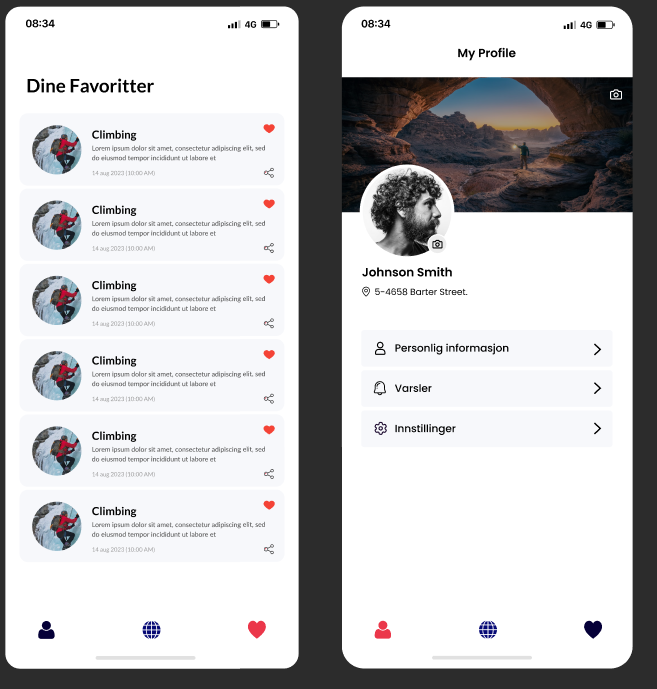 08:34
4G
Dine Favoritter
Climbing
Lorem ipsum dolor sit amet, consectetur adipiscing elit, sed
do eiusmod tempor incididunt ut labore et
14 aug 2023 (10:00 AM)
Climbing
Lorem ipsum dolor sit amet, consectetur adipiscing elit, sed
do eiusmod tempor incididunt ut labore et
14 aug 2023 (10:00 AM)
Climbing
Lorem ipsum dolor sit amet, consectetur adipiscing elit, sed
do eiusmod tempor incididunt ut labore et
14 aug 2023 (10:00 AM)
Climbing
Lorem ipsum dolor sit amet, consectetur adipiscing elit, sed
do eiusmod tempor incididunt ut labore et
14 aug 2023 (10:00 AM)
Climbing
Lorem ipsum dolor sit amet, consectetur adipiscing elit, sed
do eiusmod tempor incididunt ut labore et
14 aug 2023 (10:00 AM)
Climbing
Lorem ipsum dolor sit amet, consectetur adipiscing elit, sed
do eiusmod tempor incididunt ut labore et
14 aug 2023 (10:00 AM)
08:34
4G
My Profile
Johnson Smith
5-4658 Barter Street.
Personlig informasjon
Varsler
Innstillinger